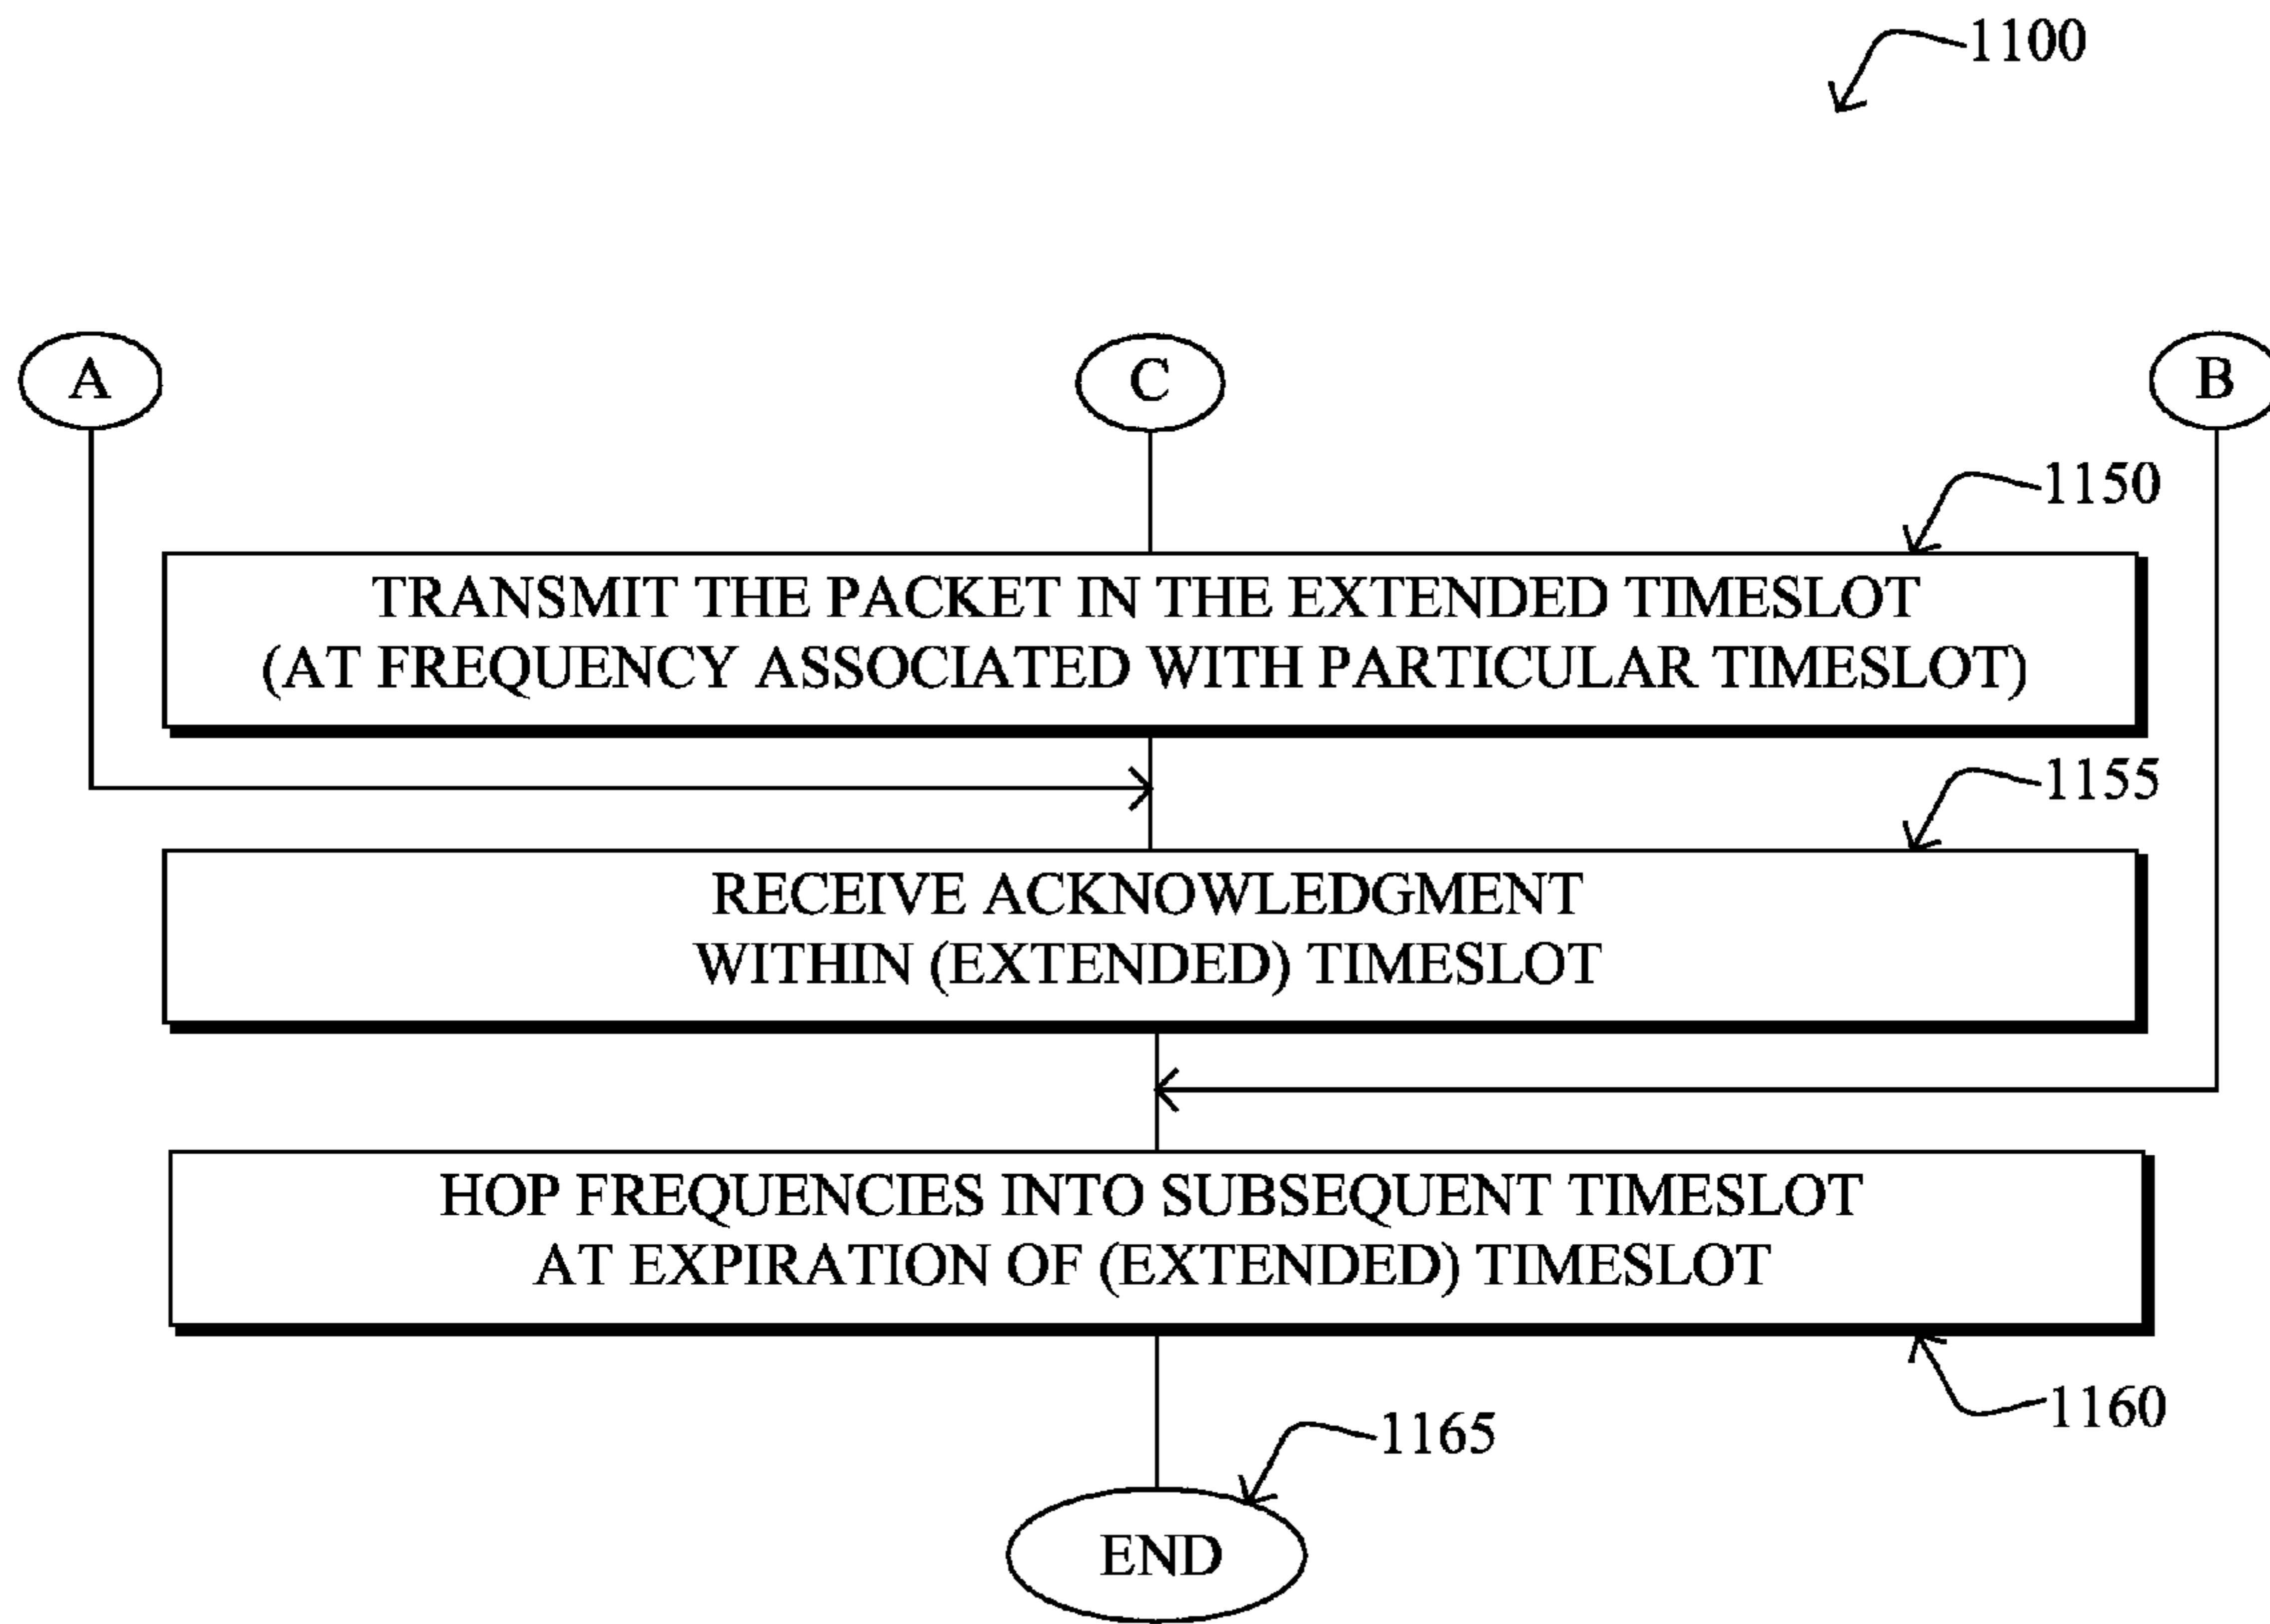 1100
A
C
B
1150
TRANSMIT THE PACKET IN THE EXTENDED TIMESLOT
(AT FREQUENCY ASSOCIATED WITH PARTICULAR TIMESLOT)
1155
RECEIVE ACKNOWLEDGMENT
WITHIN (EXTENDED) TIMESLOT
HOP FREQUENCIES INTO SUBSEQUENT TIMESLOT
AT EXPIRATION OF (EXTENDED) TIMESLOT
1160
1165
END